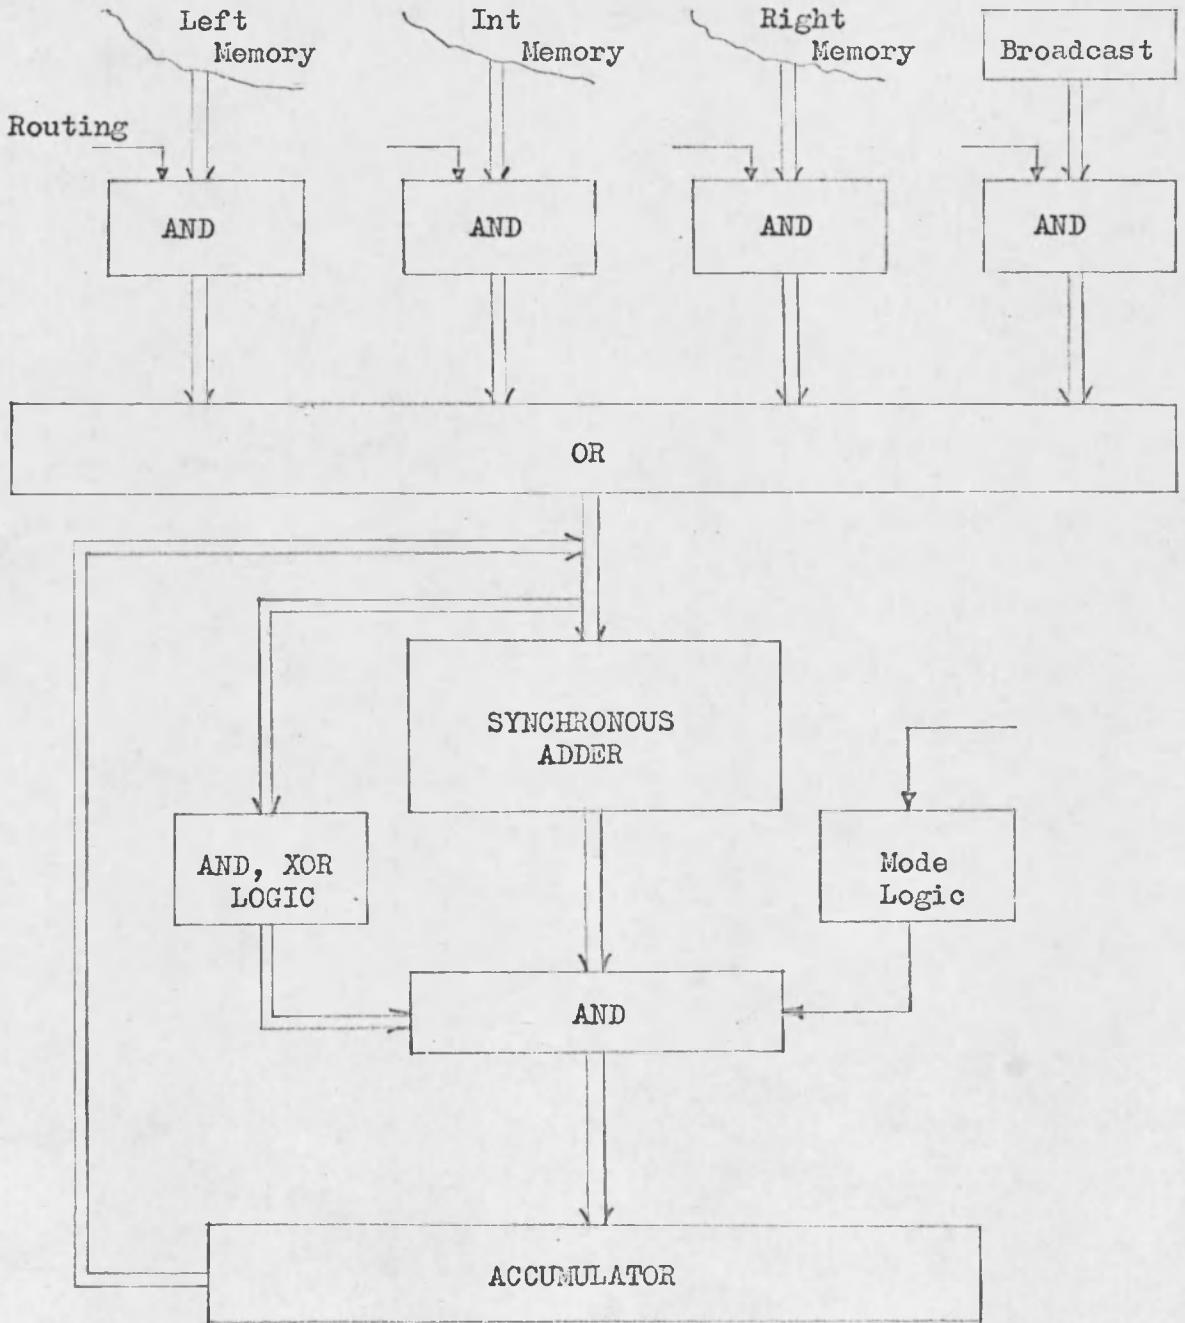 Left
Memory
Int
Memory
Right
Memory
Broadcast
Routing
AND
AND
AND
AND
OR
SYNCHRONOUS
ADDER
AND, XOR
LOGIC
Mode
Logic
AND
ACCUMULATOR